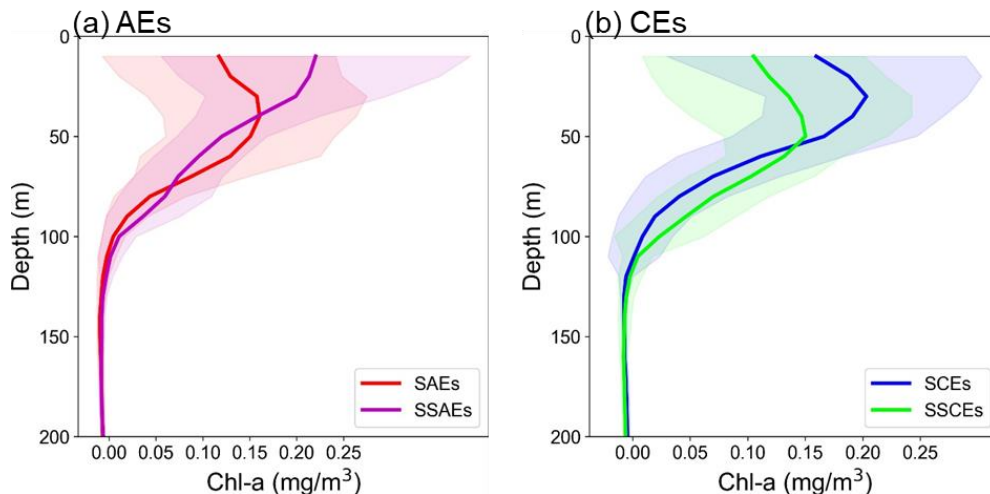 (a) AEs
0
50
100
150
200
Depth (m)
0.00 0.05 0.10 0.15 0.20 0.25
Chl-a (mg/m³)
SAEs
SSAEs
(b) CEs
0
50
100
150
200
Depth (m)
0.00 0.05 0.10 0.15 0.20 0.25
Chl-a (mg/m³)
SCEs
SSCEs